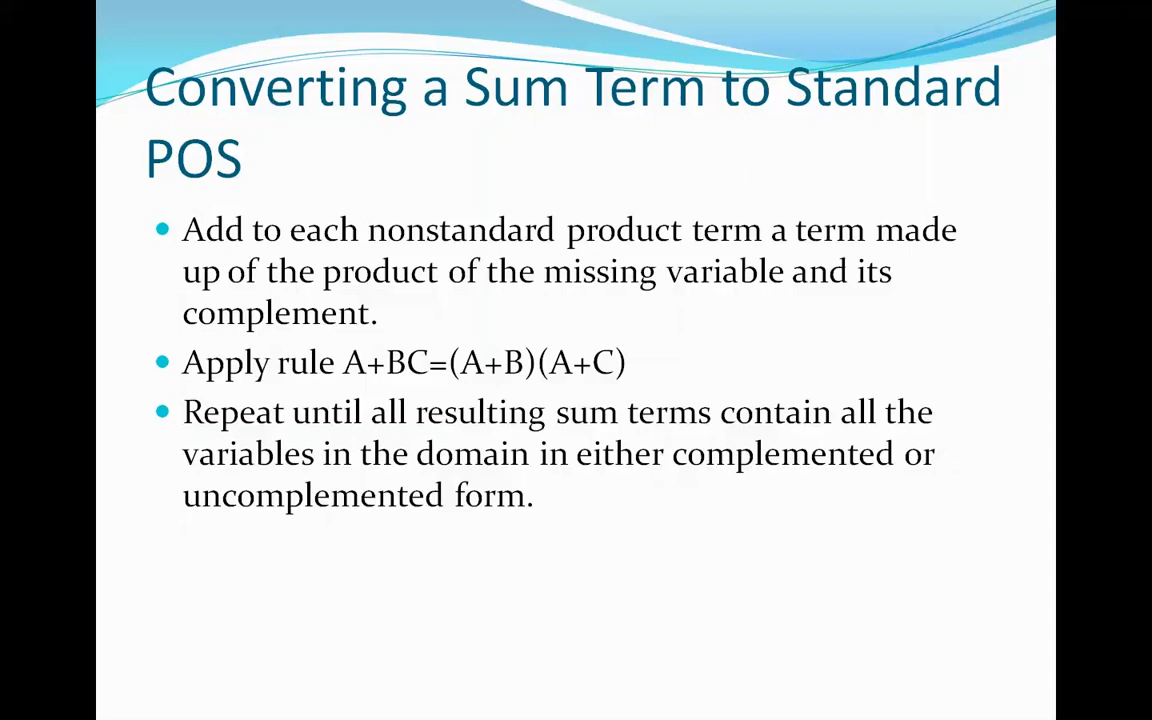 Converting a Sum Term to Standard
POS
• Add to each nonstandard product term a term made
up of the product of the missing variable and its
complement.
• Apply rule A+BC=(A+B)(A+C)
• Repeat until all resulting sum terms contain all the
variables in the domain in either complemented or
uncomplemented form.